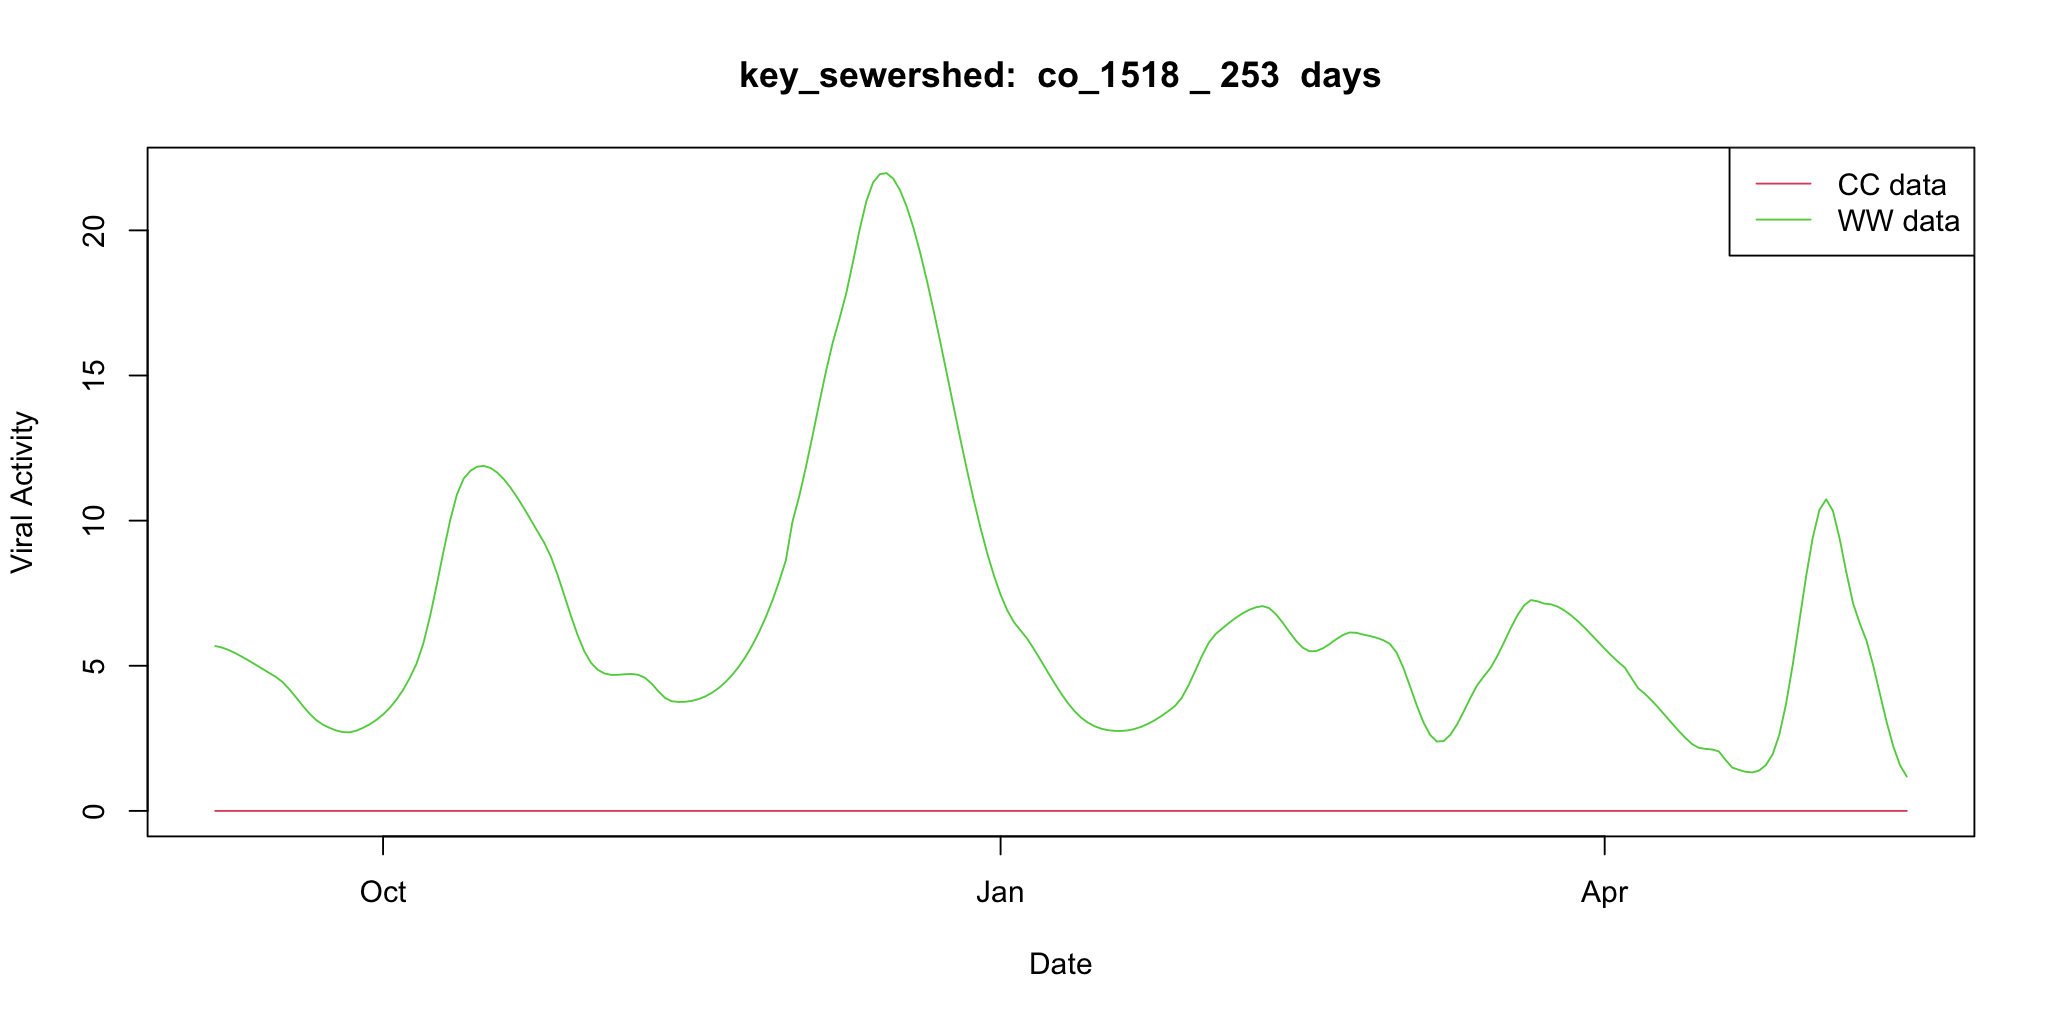 key_sewershed:  co_1518 _ 253  days
CC data
WW data
Viral Activity
20
15
10
5
0
Oct
Jan
Apr
Date